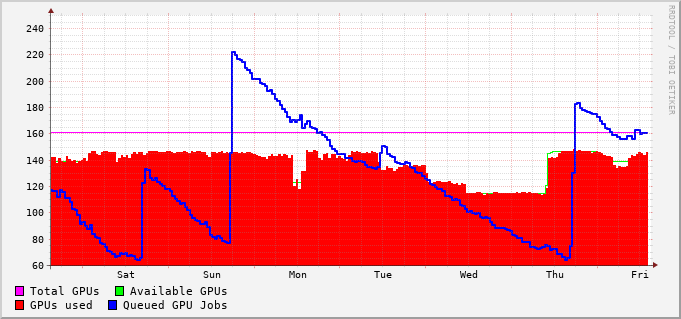 240
220
200
180
160
140
120
100
80
60
Sat Sun Mon Tue Wed Thu Fri
Total GPUs Available GPUs
GPUs used Queued GPU Jobs
RRDTOOL / TOBI OETIKER